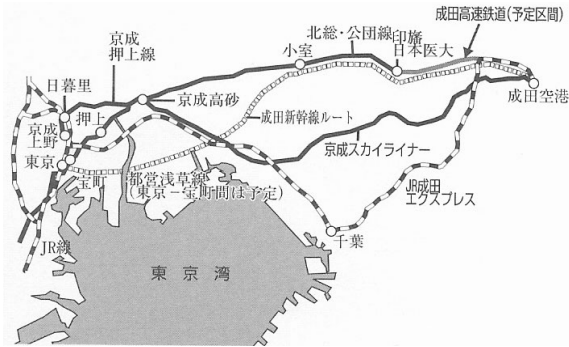 成田高速鉄道(予定区間)
北総・公団線
印旛
日本医大
小室
京成
押上線
日暮里
押上
京成高砂
成田空港
京成
上野
成田新幹線ルート
京成スカイライナー
東京
宝町
都営浅草線
(東京－宝町間は予定)
JR成田
エクスプレス
JR線
千葉
東京湾